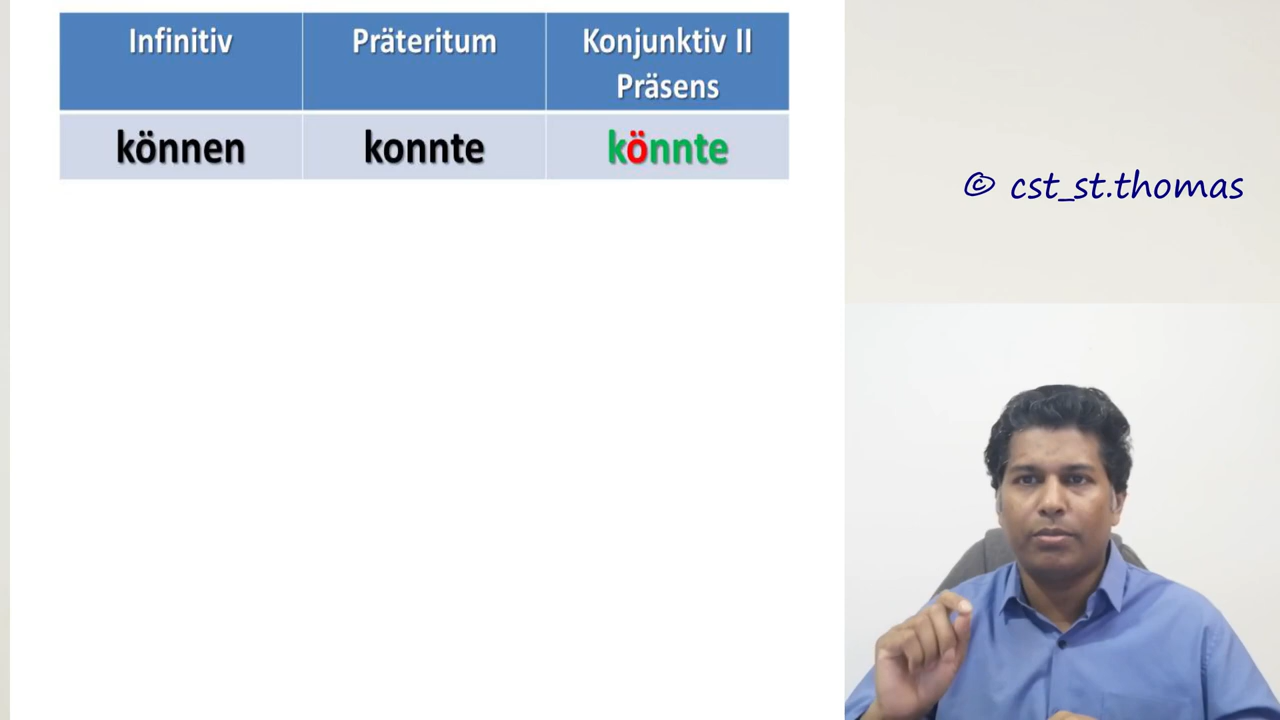 Infinitiv
Präteritum
Konjunktiv II
Präsens
können
konnte
könnte
© cst_st.thomas